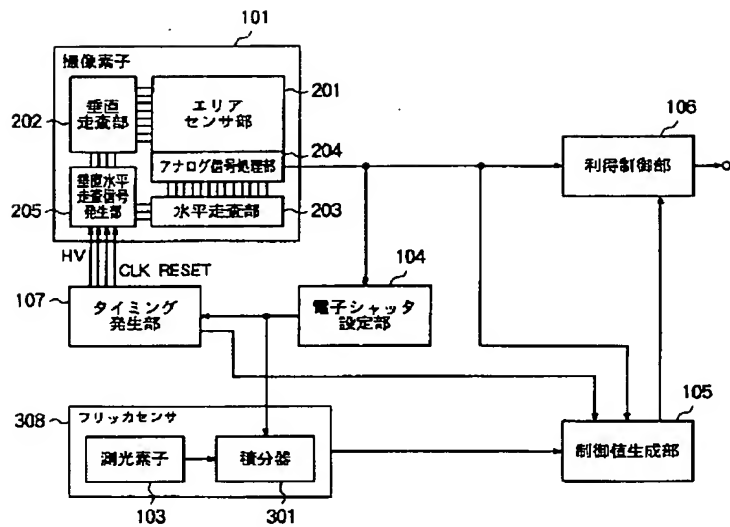 101
撮像素子
201
エリア
センサ部
垂直
走査部
202
204
アナログ信号処理部
垂直水平
走査信号
発生部
205
水平走査部
203
106
利得制御部
HV
CLK RESET
107
タイミング
発生部
104
電子シャッタ
設定部
308
フリッカセンサ
測光素子
積分器
103
301
105
制御値生成部